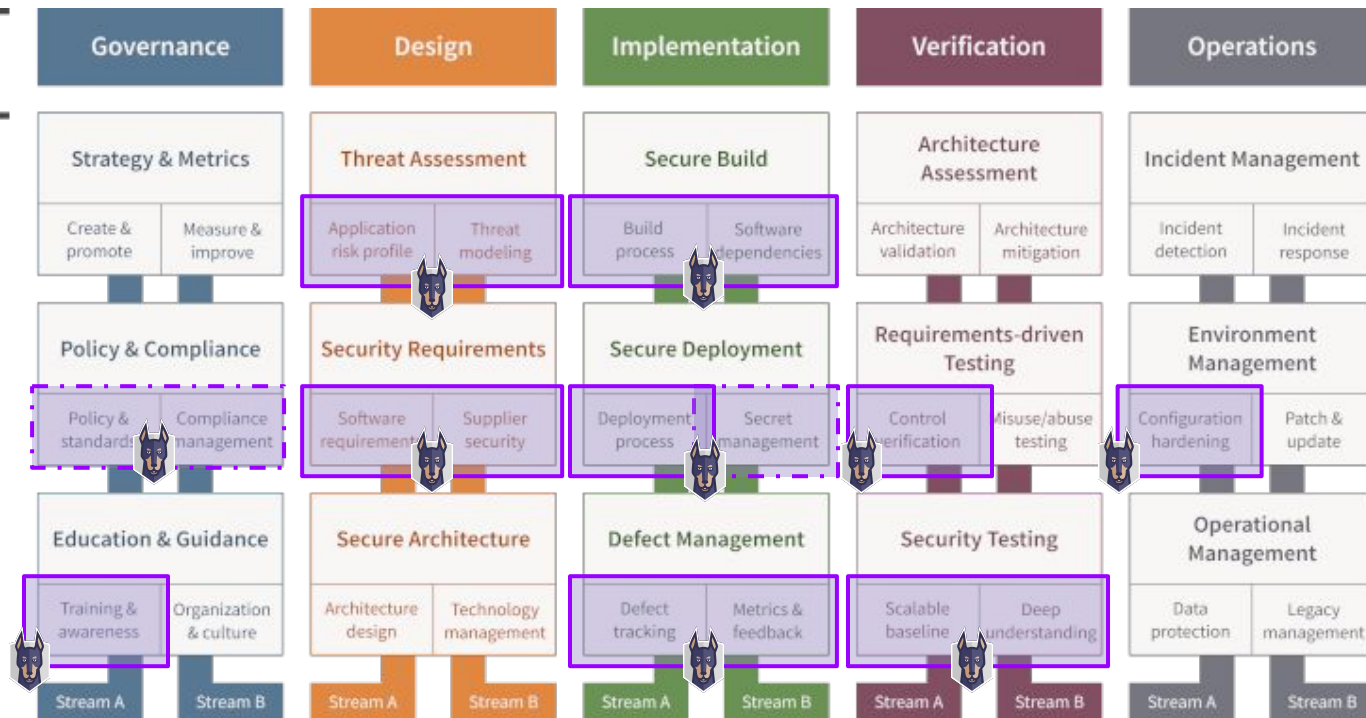 Governance
Design
Implementation
Verification
Operations
Strategy & Metrics
Threat Assessment
Secure Build
Architecture
Assessment
Incident Management
Create &
promote
Measure &
improve
Application
risk profile
Threat
modeling
Build
process
Software
dependencies
Architecture
validation
Architecture
mitigation
Incident
detection
Incident
response
Policy & Compliance
Security Requirements
Secure Deployment
Requirements-driven
Testing
Environment
Management
Policy &
standards
Compliance
management
Software
requirements
Supplier
security
Deployment
process
Secret
management
Control
verification
Misuse/abuse
testing
Configuration
hardening
Patch &
update
Education & Guidance
Secure Architecture
Defect Management
Security Testing
Operational
Management
Training &
awareness
Organization
& culture
Architecture
design
Technology
management
Defect
tracking
Metrics &
feedback
Scalable
baseline
Deep
understanding
Data
protection
Legacy
management
Stream A
Stream B
Stream A
Stream B
Stream A
Stream B
Stream A
Stream B
Stream A
Stream B